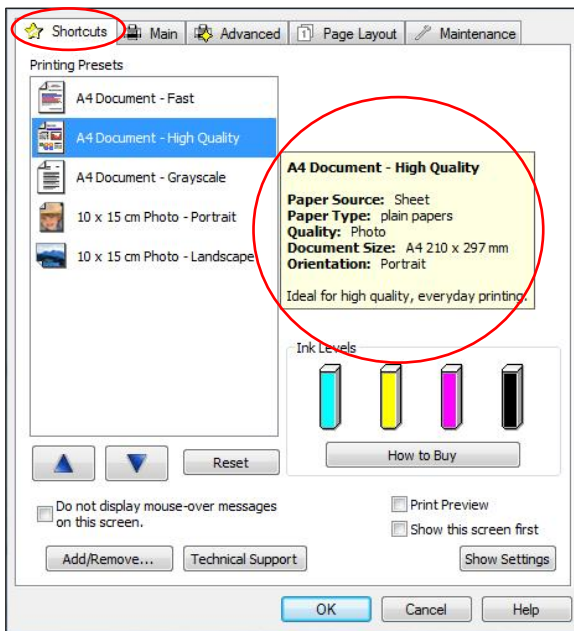 Shortcuts
Main
Advanced
1
Page Layout
Maintenance
Printing Presets
A4 Document - Fast
A4 Document - High Quality
A4 Document - Grayscale
10 x 15 cm Photo - Portrait
10 x 15 cm Photo - Landscape
A4 Document - High Quality
Paper Source: Sheet
Paper Type: plain papers
Quality: Photo
Document Size: A4 210 x 297 mm
Orientation: Portrait
Ideal for high quality, everyday printing.
Ink Levels
How to Buy
Reset
Do not display mouse-over messages
on this screen.
Print Preview
Show this screen first
Add/Remove...
Technical Support
Show Settings
OK
Cancel
Help